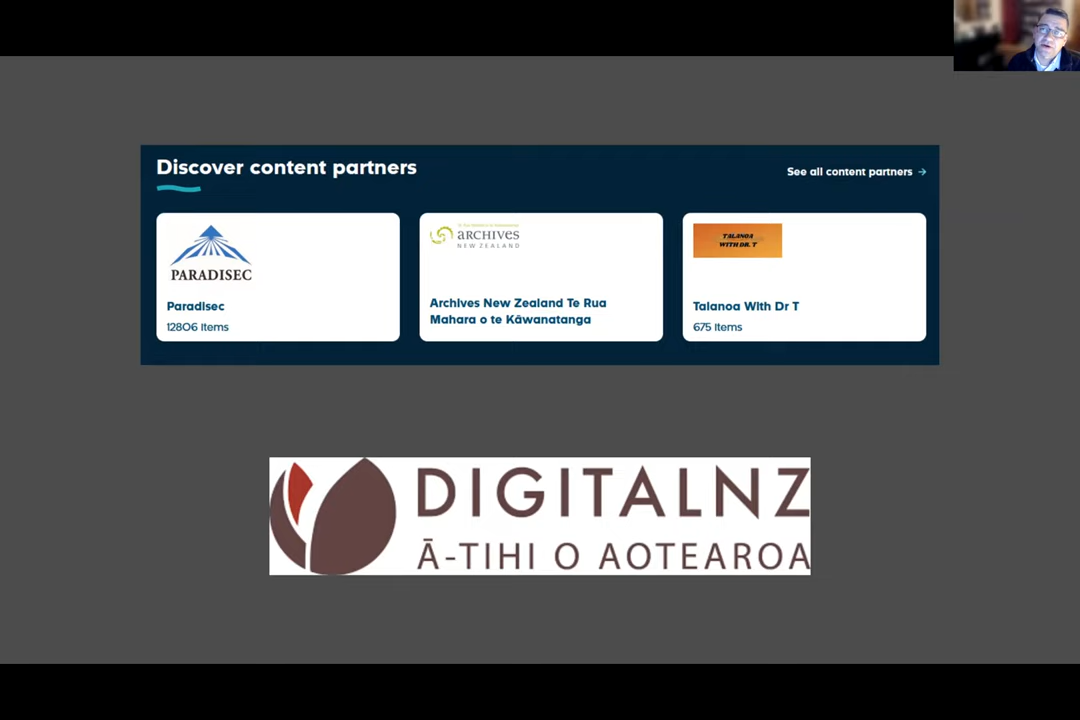 Discover content partners
See all content partners →
PARADISEC
Paradisec
12806 Items
ARCHIVES
NEW ZEALAND
Archives New Zealand Te Rua
Mahara o te Kāwanatanga
TALANOA
WITH DR. T
Talanoa With Dr T
675 Items
DIGITALNZ
Ā-TIHI O AOTEAROA